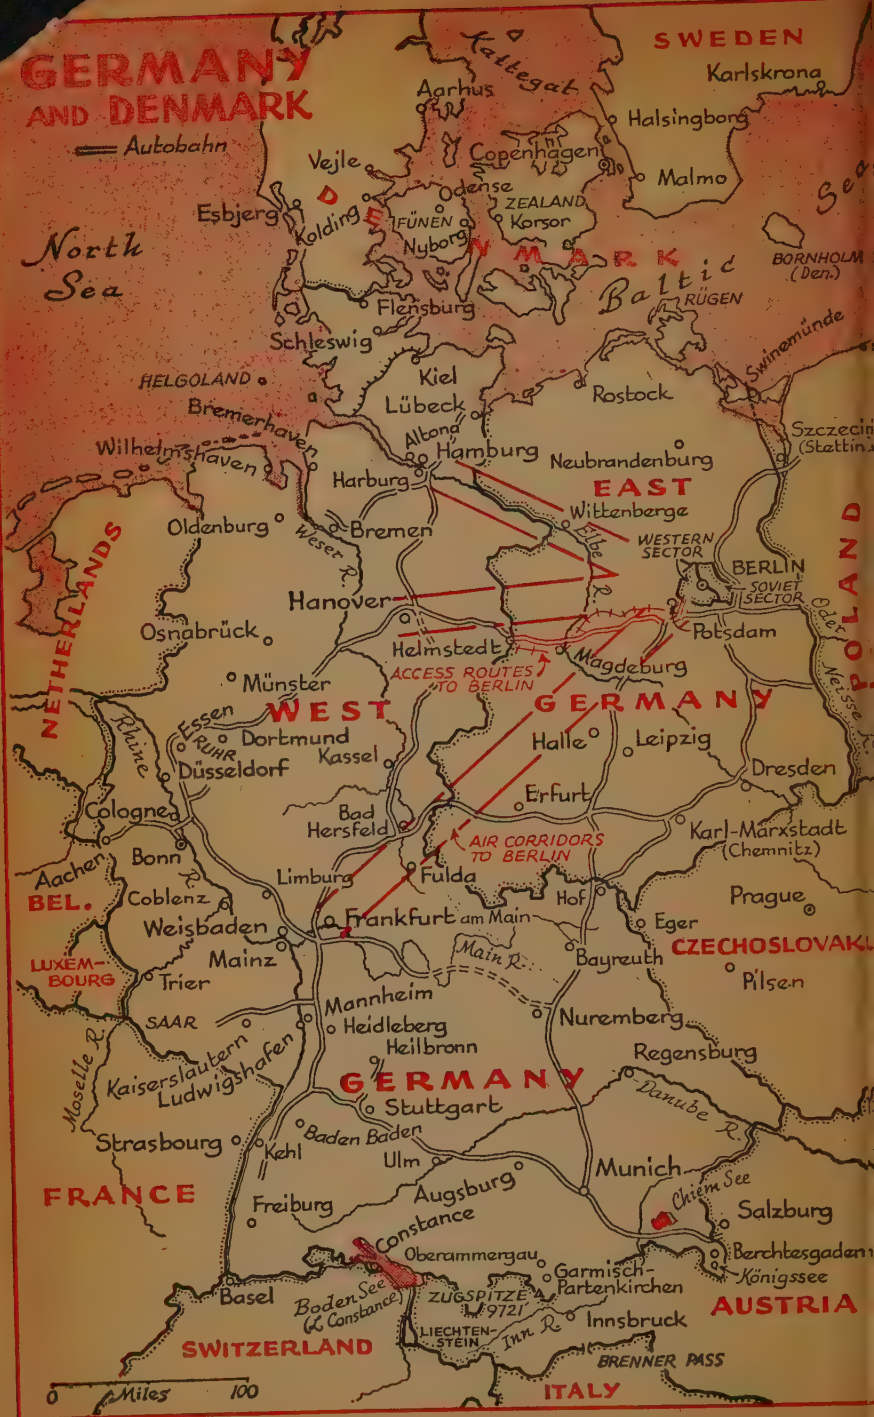 GERMANY
AND DENMARK
Autobahn
Kattegat
SWEDEN
Karlskrona
Aarhus
Halsingborg
Copenhagen
Vejle
Malmo
Odense
DENMARK
ZEALAND
Korsor
Esbjerg
Kolding
FÜNEN
Nyborg
Sea
North
Sea
BORNHOLM
(Den.)
Baltic
RÜGEN
Flensburg
Schleswig
Swinemünde
HELGOLAND
Kiel
Rostock
Bremerhaven
Lübeck
Altona
Hamburg
Wilhelmshaven
Harburg
Neubrandenburg
(Stettin
EAST
Oldenburg
Bremen
Wittenberge
Weser R.
Elbe R.
WESTERN
SECTOR
BERLIN
SOVIET
SECTOR
NETHERLANDS
POLAND
Hanover
Oder
Neisse R.
Osnabrück
Helmstedt
Potsdam
Magdeburg
ACCESS ROUTES
TO BERLIN
Münster
WEST
GERMANY
Rhine R.
Essen
RUHR
Dortmund
Kassel
Halle
Leipzig
Düsseldorf
Dresden
Cologne
Bad
Hersfeld
Erfurt
Karl-Marxstadt
(Chemnitz)
AIR CORRIDORS
TO BERLIN
Aachen
Bonn
Limburg
Fulda
BEL.
Coblenz
Hof
Prague
Weisbaden
Frankfurt am Main
Eger
CZECHOSLOVAK
Mainz
Main R.
Bayreuth
LUXEM-
BOURG
Trier
Pilsen
SAAR
Mannheim
Heidleberg
Nuremberg
Moselle R.
Kaiserslautern
Ludwigshafen
Heilbronn
Regensburg
GERMANY
Danube R.
Stuttgart
Strasbourg
Kehl
Baden Baden
Ulm
Munich
FRANCE
Augsburg
Chiem See
Freiburg
Salzburg
Constance
Oberammergau
Berchtesgaden
Garmisch-
Partenkirchen
Königssee
Basel
Boden See
(L Constance)
ZUGSPITZE
9721'
AUSTRIA
LIECHTEN-
STEIN
Inn R.
Innsbruck
SWITZERLAND
BRENNER PASS
0 Miles 100
ITALY